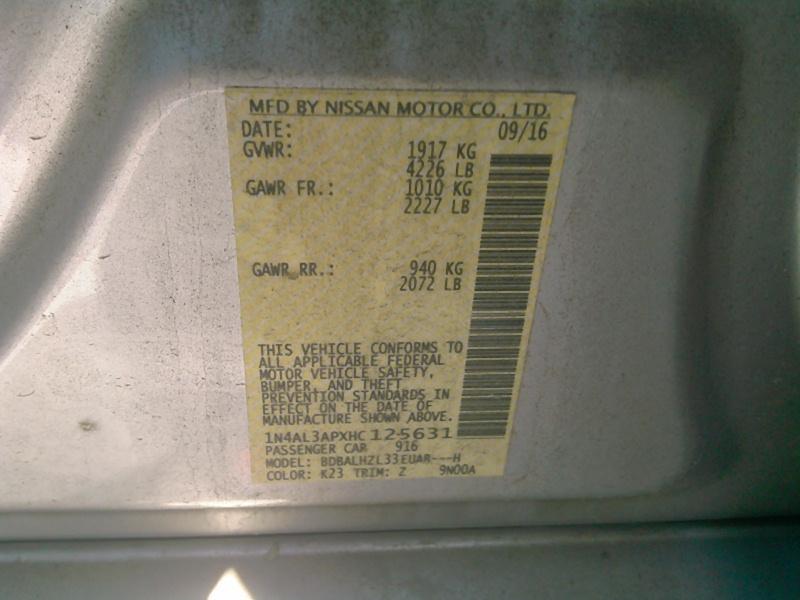 MFD BY NISSAN MOTOR CO., LTD.
DATE: 09/16
GVWR: 1917 KG
4226 LB
GAWR FR.: 1010 KG
2227 LB
GAWR RR.: 940 KG
2072 LB
THIS VEHICLE CONFORMS TO
ALL APPLICABLE FEDERAL
MOTOR VEHICLE SAFETY,
BUMPER, AND THEFT
PREVENTION STANDARDS IN
EFFECT ON THE DATE OF
MANUFACTURE SHOWN ABOVE.
1N4AL3APXHC125631
PASSENGER CAR 916
MODEL: BDBALHZL33EUAR---H
COLOR: K23 TRIM: Z 9N00A